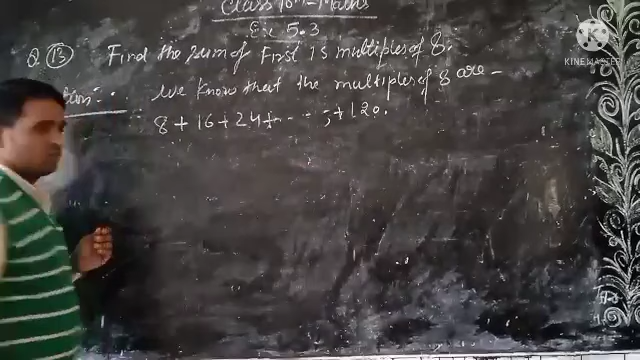 Class 10th - Maths
Ex 5.3
Q. 13 Find the sum of First 15 multiples of 8.
We know that the multiples of 8 are -
8 + 16 + 24 + - - - - ; + 120.
KINEMASTER